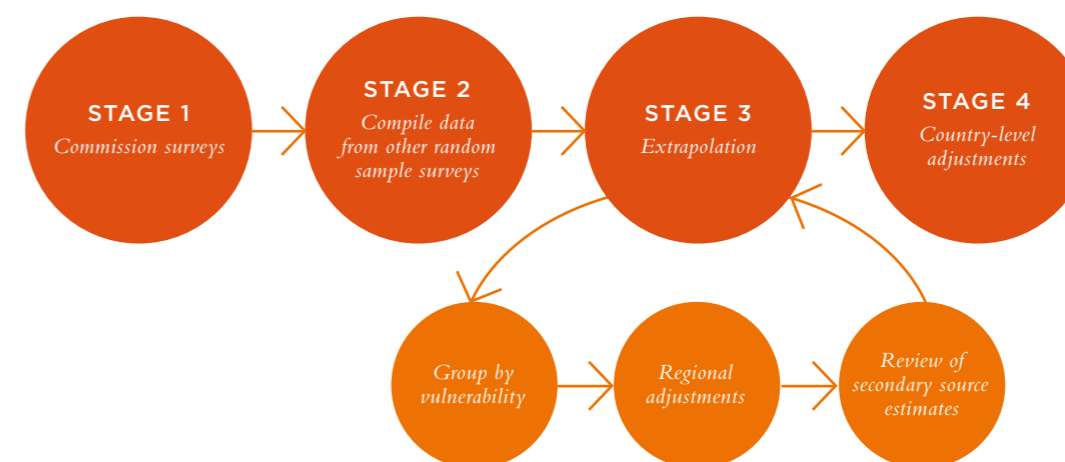 STAGE 1
Commission surveys
STAGE 2
Compile data
from other random
sample surveys
STAGE 3
Extrapolation
STAGE 4
Country-level
adjustments
Group by
vulnerability
Regional
adjustments
Review of
secondary source
estimates